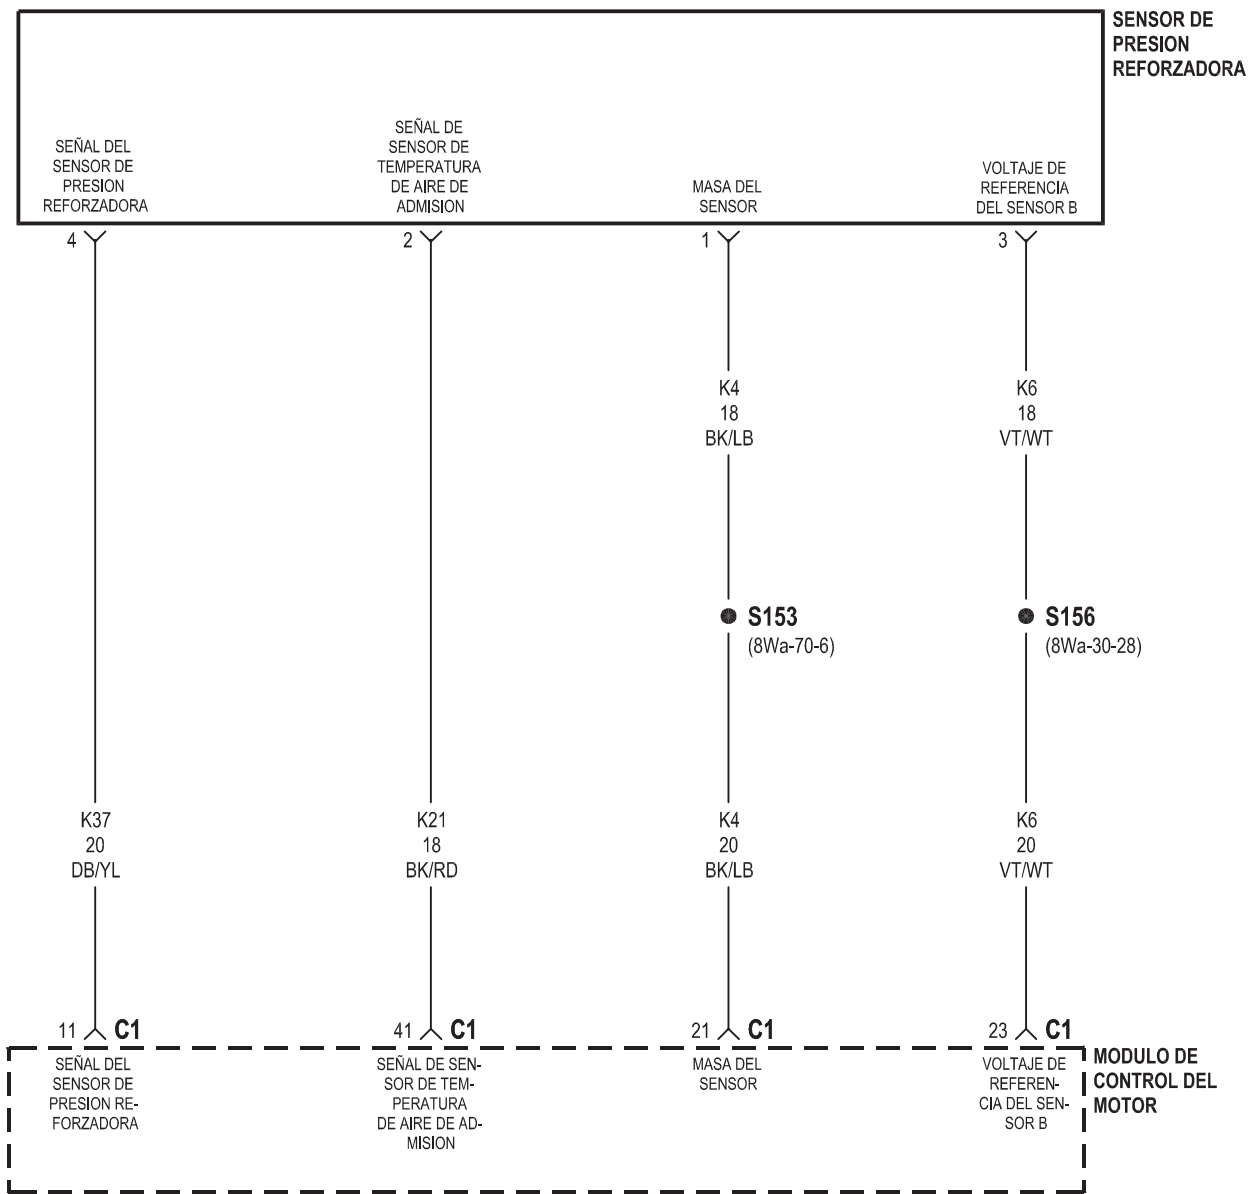 SENSOR DE
PRESION
REFORZADORA
SEÑAL DEL
SENSOR DE
PRESION
REFORZADORA
SEÑAL DE
SENSOR DE
TEMPERATURA
DE AIRE DE
ADMISION
MASA DEL
SENSOR
VOLTAJE DE
REFERENCIA
DEL SENSOR B
4
2
1
3
K4
18
BK/LB
K6
18
VT/WT
S153
(8Wa-70-6)
S156
(8Wa-30-28)
K37
20
DB/YL
K21
18
BK/RD
K4
20
BK/LB
K6
20
VT/WT
11 C1
41 C1
21 C1
23 C1
SEÑAL DEL
SENSOR DE
PRESION RE-
FORZADORA
SEÑAL DE SEN-
SOR DE TEM-
PERATURA
DE AIRE DE AD-
MISION
MASA DEL
SENSOR
VOLTAJE DE
REFEREN-
CIA DEL SEN-
SOR B
MODULO DE
CONTROL DEL
MOTOR